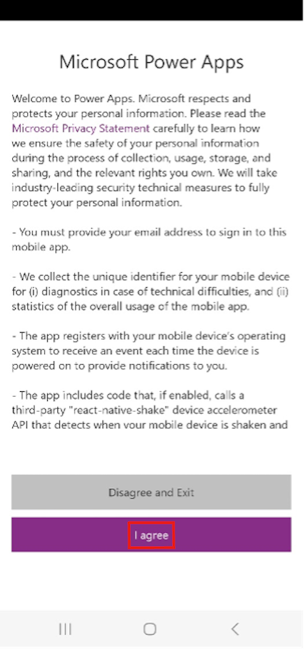 Microsoft Power Apps
Welcome to Power Apps. Microsoft respects and
protects your personal information. Please read the
Microsoft Privacy Statement carefully to learn how
we ensure the safety of your personal information
during the process of collection, usage, storage, and
sharing, and the relevant rights you own. We will take
industry-leading security technical measures to fully
protect your personal information.
- You must provide your email address to sign in to this
mobile app.
- We collect the unique identifier for your mobile device
for (i) diagnostics in case of technical difficulties, and (ii)
statistics of the overall usage of the mobile app.
- The app registers with your mobile device's operating
system to receive an event each time the device is
powered on to provide notifications to you.
- The app includes code that, if enabled, calls a
third-party "react-native-shake" device accelerometer
API that detects when your mobile device is shaken and
Disagree and Exit
I agree